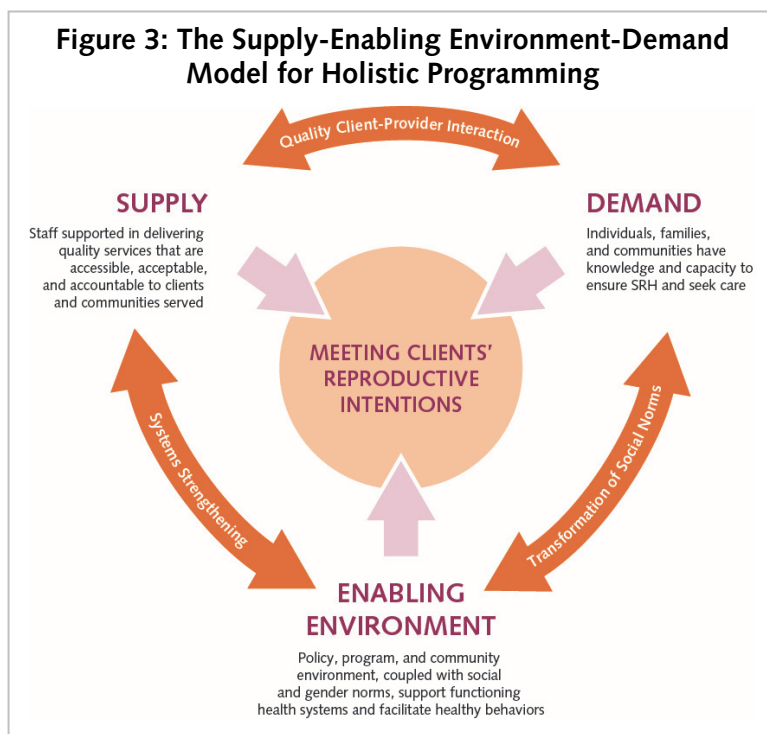 Figure 3: The Supply-Enabling Environment-Demand
Model for Holistic Programming
Quality Client-Provider Interaction
SUPPLY
Staff supported in delivering
quality services that are
accessible, acceptable,
and accountable to clients
and communities served
DEMAND
Individuals, families,
and communities have
knowledge and capacity to
ensure SRH and seek care
MEETING CLIENTS’
REPRODUCTIVE
INTENTIONS
Systems Strengthening
Transformation of Social Norms
ENABLING
ENVIRONMENT
Policy, program, and community
environment, coupled with social
and gender norms, support functioning
health systems and facilitate healthy behaviors